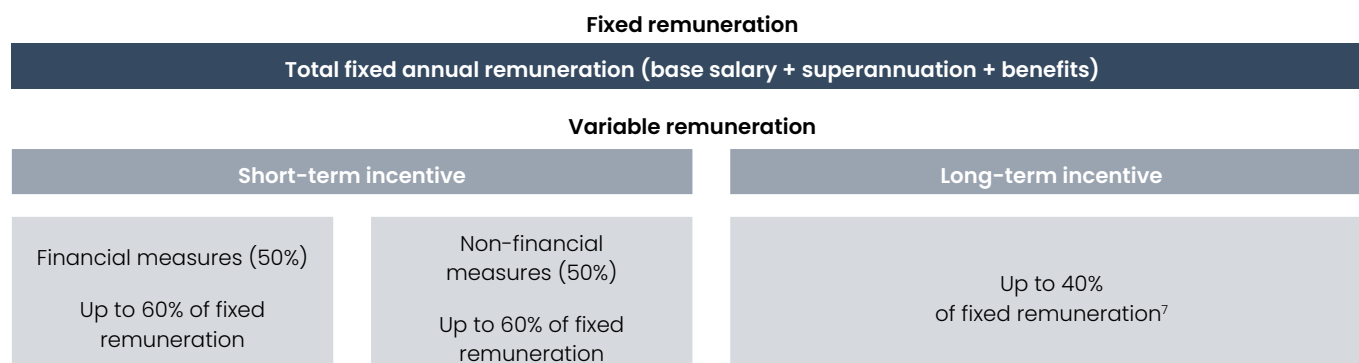 Fixed remuneration
Total fixed annual remuneration (base salary + superannuation + benefits)
Variable remuneration
Short-term incentive
Long-term incentive
Financial measures (50%)
Up to 60% of fixed
remuneration
Non-financial
measures (50%)
Up to 60% of fixed
remuneration
Up to 40%
of fixed remuneration⁷